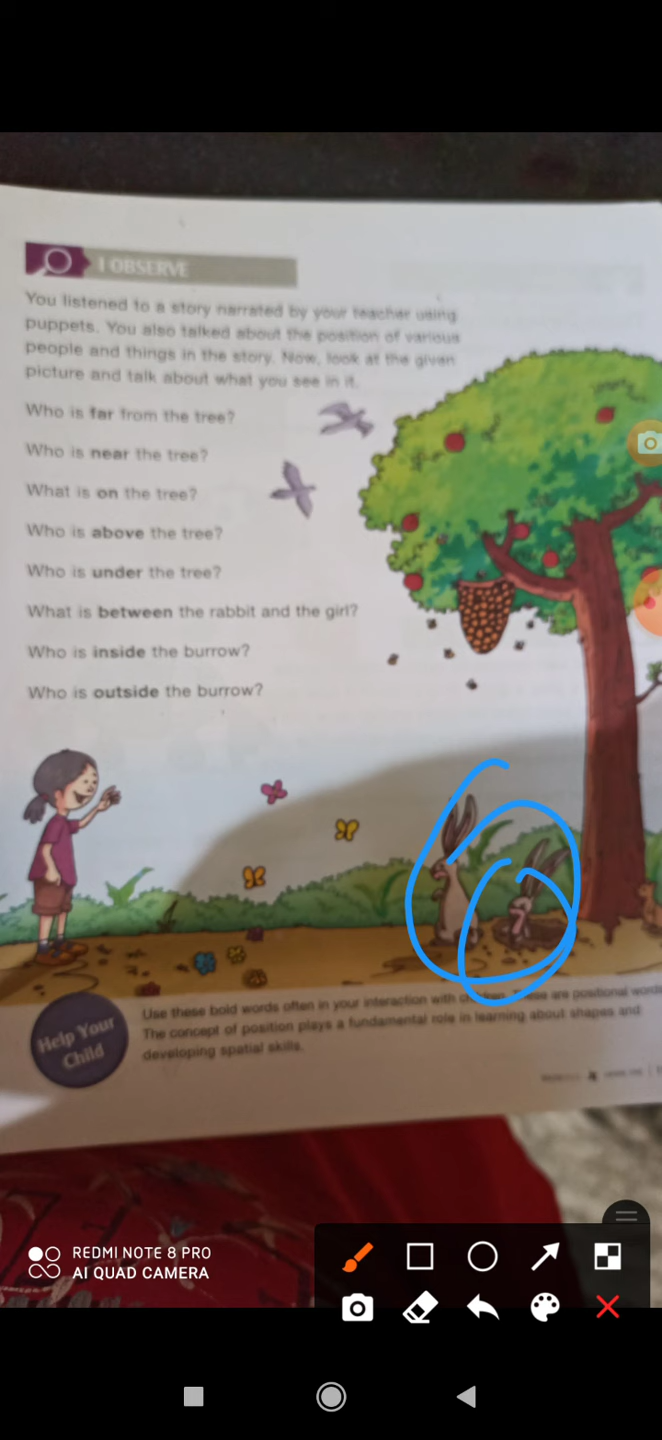 I OBSERVE
You listened to a story narrated by your teacher using
puppets. You also talked about the position of various
people and things in the story. Now, look at the given
picture and talk about what you see in it.
Who is far from the tree?
Who is near the tree?
What is on the tree?
Who is above the tree?
Who is under the tree?
What is between the rabbit and the girl?
Who is inside the burrow?
Who is outside the burrow?
Help Your
Child
Use these bold words often in your interaction with are positional words
The concept of position plays a fundamental role in learning about shapes and
developing spatial skills.
REDMI NOTE 8 PRO
AI QUAD CAMERA